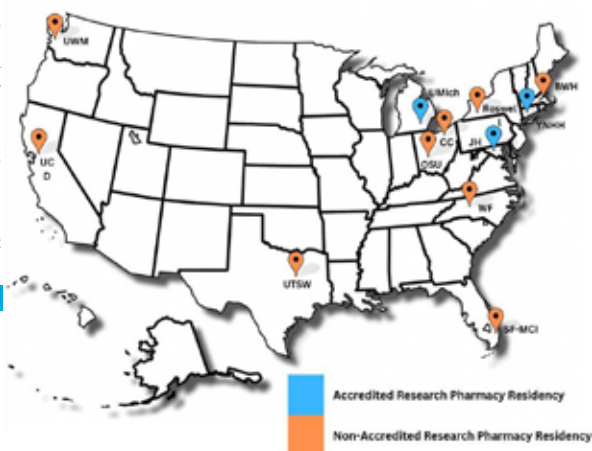 UWM
UMich
BWH
Roswel
l
YNHH
CC
JH
OSU
UC
D
WF
UTSW
SF-MCI
Accredited Research Pharmacy Residency
Non-Accredited Research Pharmacy Residency